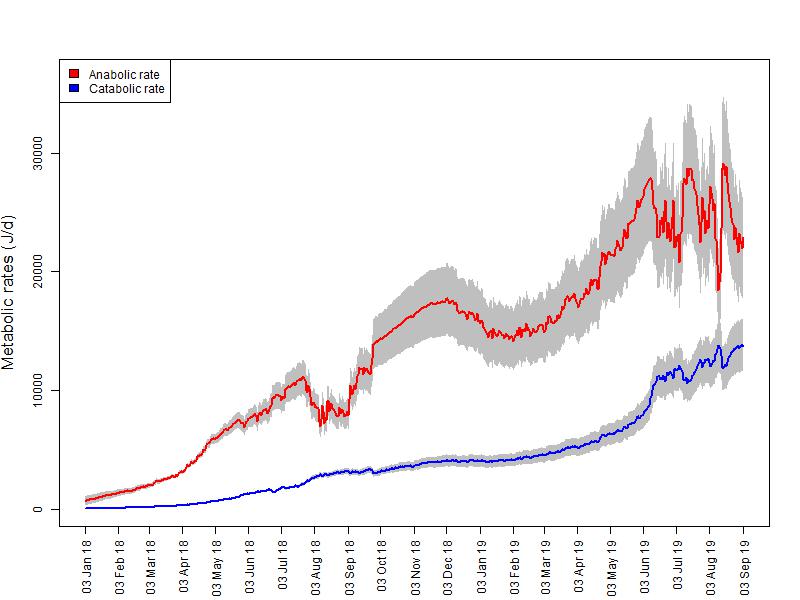 Anabolic rate
Catabolic rate
Metabolic rates (J/d)
30000
20000
10000
0
03 Jan 18
03 Feb 18
03 Mar 18
03 Apr 18
03 May 18
03 Jun 18
03 Jul 18
03 Aug 18
03 Sep 18
03 Oct 18
03 Nov 18
03 Dec 18
03 Jan 19
03 Feb 19
03 Mar 19
03 Apr 19
03 May 19
03 Jun 19
03 Jul 19
03 Aug 19
03 Sep 19